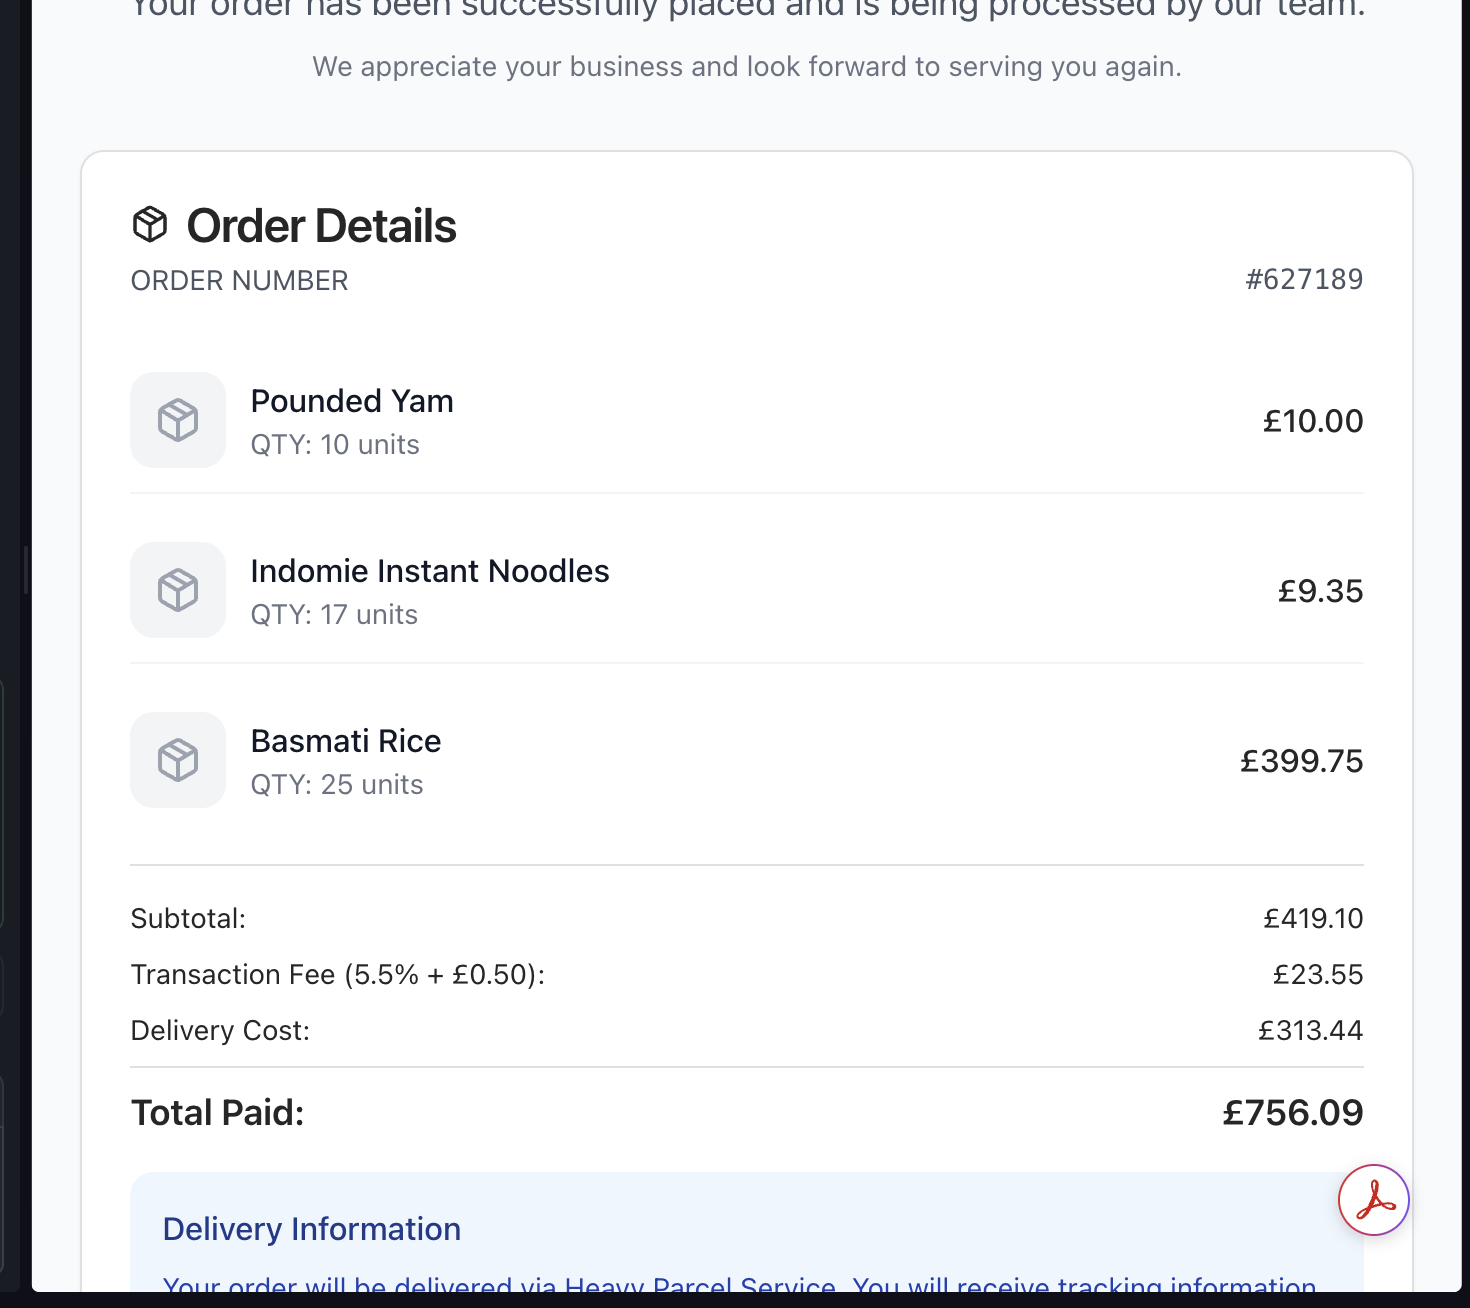 Your order has been successfully placed and is being processed by our team.
We appreciate your business and look forward to serving you again.
Order Details
ORDER NUMBER #627189
Pounded Yam
QTY: 10 units
£10.00
Indomie Instant Noodles
QTY: 17 units
£9.35
Basmati Rice
QTY: 25 units
£399.75
Subtotal: £419.10
Transaction Fee (5.5% + £0.50): £23.55
Delivery Cost: £313.44
Total Paid: £756.09
Delivery Information
Your order will be delivered via Heavy Parcel Service. You will receive tracking information